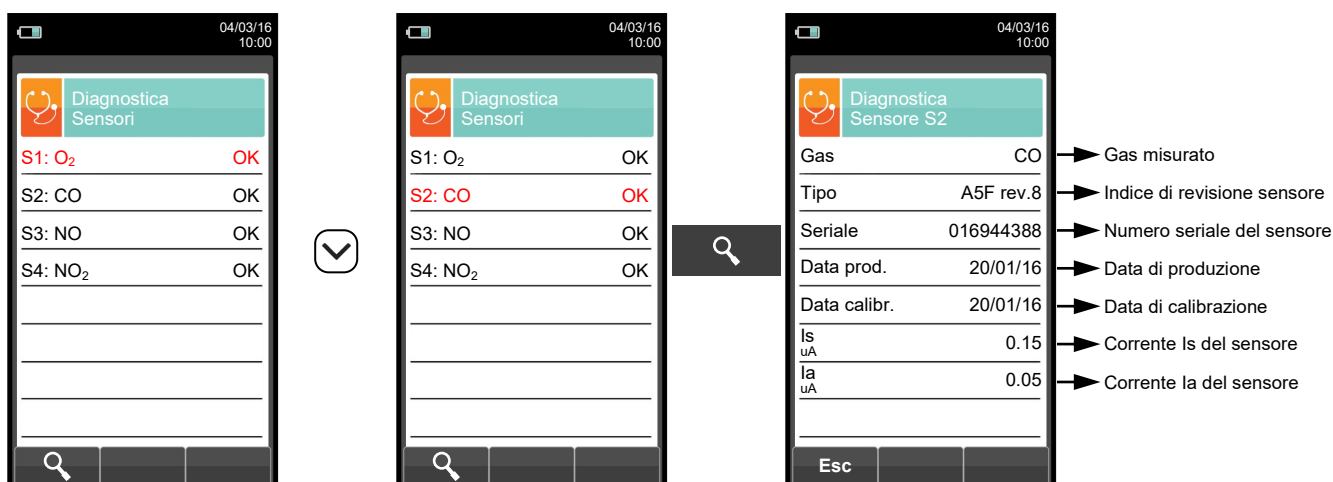 04/03/16
10:00
Diagnostica
Sensori
S1: O₂ OK
S2: CO OK
S3: NO OK
S4: NO₂ OK
04/03/16
10:00
Diagnostica
Sensori
S1: O₂ OK
S2: CO OK
S3: NO OK
S4: NO₂ OK
04/03/16
10:00
Diagnostica
Sensore S2
Gas CO Gas misurato
Tipo A5F rev.8 Indice di revisione sensore
Seriale 016944388 Numero seriale del sensore
Data prod. 20/01/16 Data di produzione
Data calibr. 20/01/16 Data di calibrazione
Is
uA 0.15 Corrente Is del sensore
Ia
uA 0.05 Corrente Ia del sensore
Esc